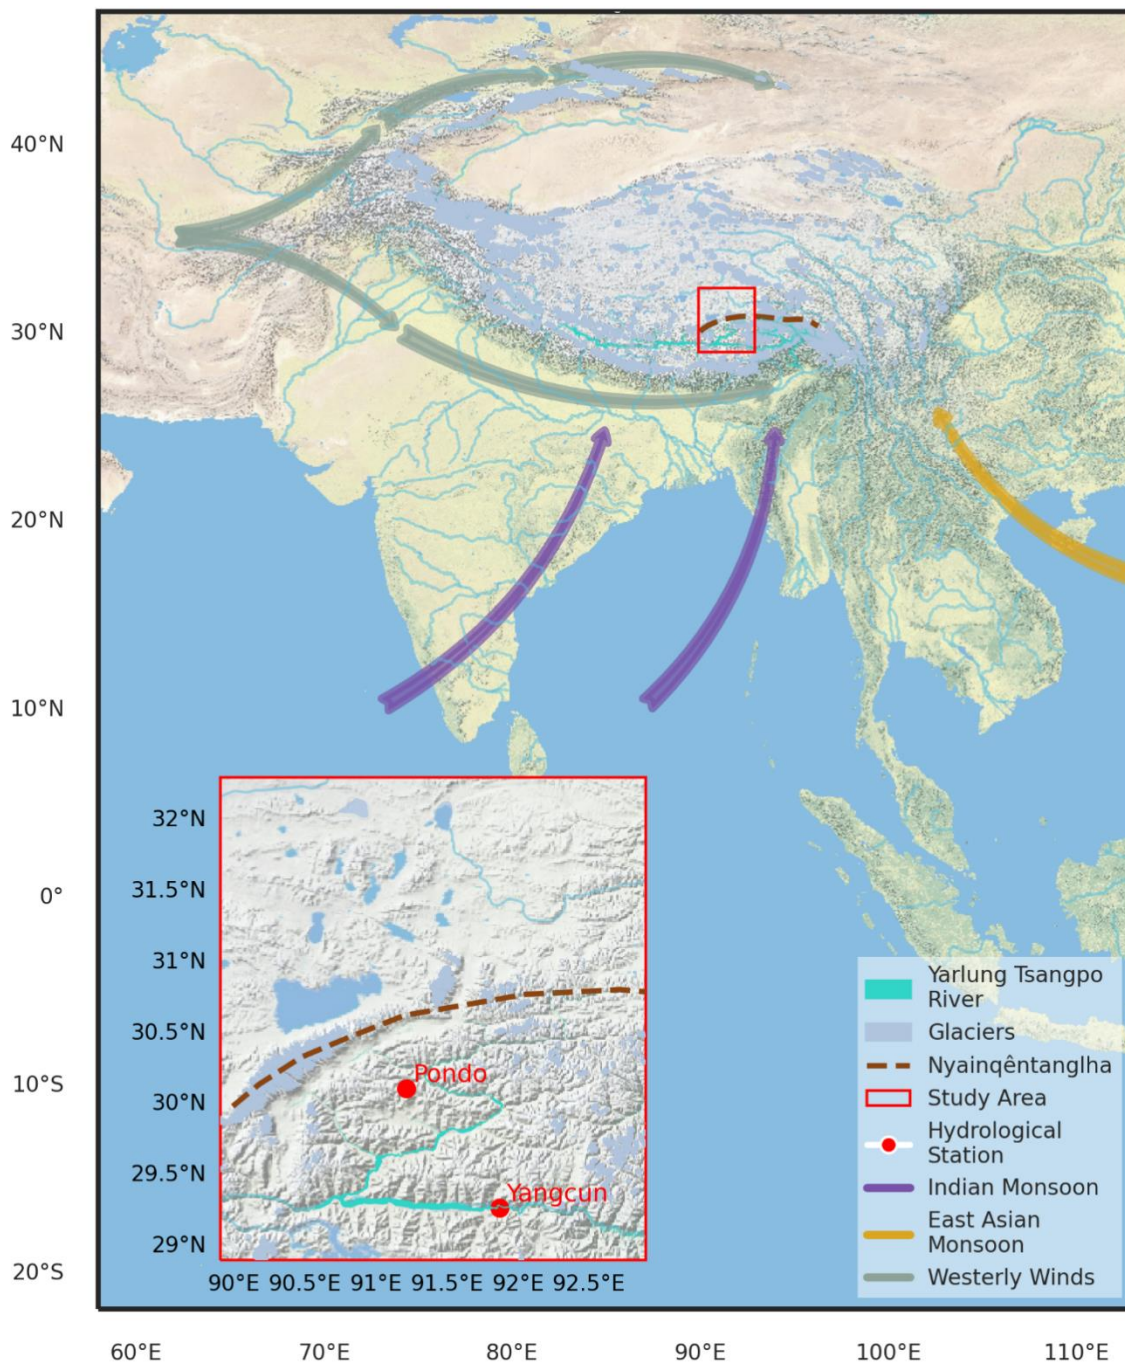 40°N
30°N
20°N
10°N
0°
10°S
20°S
32°N
31.5°N
31°N
30.5°N
30°N
29.5°N
29°N
Pondo
Yangcun
90°E 90.5°E 91°E 91.5°E 92°E 92.5°E
Yarlung Tsangpo
River
Glaciers
Nyainqêntanglha
Study Area
Hydrological
Station
Indian Monsoon
East Asian
Monsoon
Westerly Winds
60°E 70°E 80°E 90°E 100°E 110°E